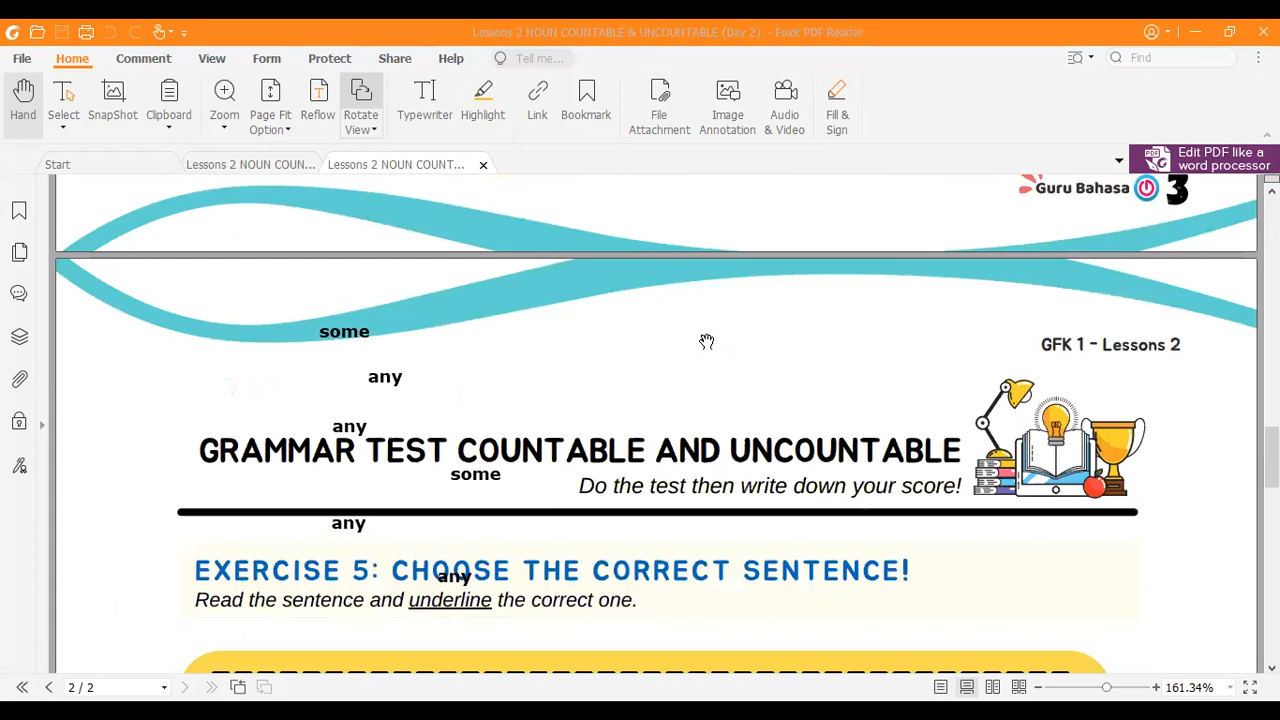 Lessons 2 NOUN COUNTABLE & UNCOUNTABLE (Day 2) - Foxit PDF Reader
File Home Comment View Form Protect Share Help Tell me... Find
Hand Select SnapShot Clipboard Zoom Page Fit Option Reflow Rotate View Typewriter Highlight Link Bookmark File Attachment Image Annotation Audio & Video Fill & Sign
Start Lessons 2 NOUN COUN... Lessons 2 NOUN COUNT... Edit PDF like a word processor
Guru Bahasa 3
some
GFK 1 - Lessons 2
any
any
GRAMMAR TEST COUNTABLE AND UNCOUNTABLE
some
Do the test then write down your score!
any
EXERCISE 5: CHOOSE THE CORRECT SENTENCE!
any
Read the sentence and underline the correct one.
2 / 2 161.34%